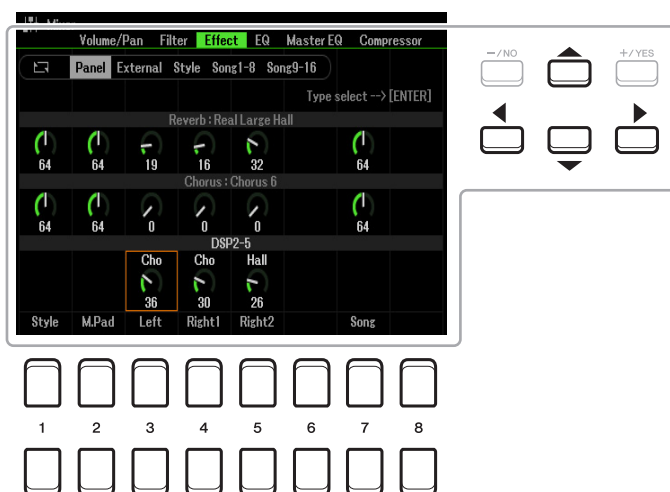 Volume/Pan Filter Effect EQ Master EQ Compressor
Panel External Style Song1-8 Song9-16
Type select --> [ENTER]
Reverb : Real Large Hall
64 64 19 16 32 64
Chorus : Chorus 6
64 64 0 0 0 64
DSP2-5
Cho Cho Hall
36 30 26
Style M.Pad Left Right1 Right2 Song
-/NO +/YES
1 2 3 4 5 6 7 8